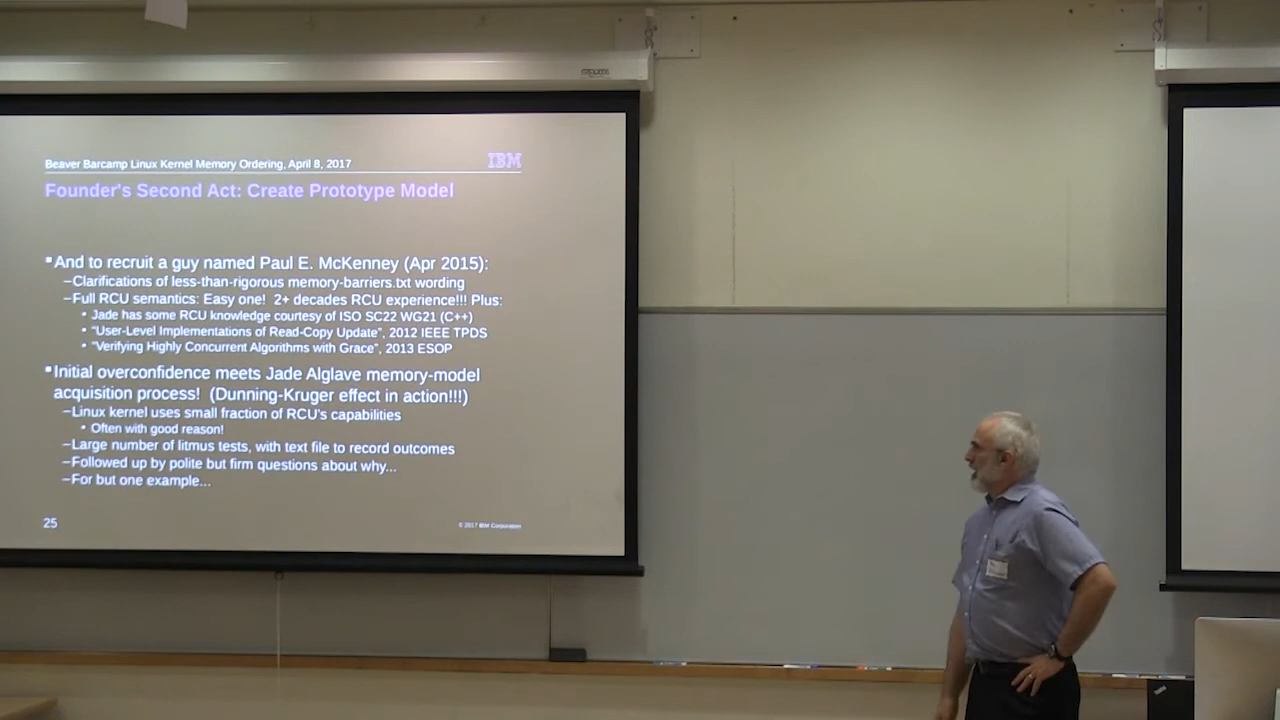 Beaver Barcamp Linux Kernel Memory Ordering, April 8, 2017
IBM
Founder's Second Act: Create Prototype Model
▪And to recruit a guy named Paul E. McKenney (Apr 2015):
–Clarifications of less-than-rigorous memory-barriers.txt wording
–Full RCU semantics: Easy one! 2+ decades RCU experience!!! Plus:
• Jade has some RCU knowledge courtesy of ISO SC22 WG21 (C++)
• "User-Level Implementations of Read-Copy Update", 2012 IEEE TPDS
• "Verifying Highly Concurrent Algorithms with Grace", 2013 ESOP
▪Initial overconfidence meets Jade Alglave memory-model
acquisition process! (Dunning-Kruger effect in action!!!)
–Linux kernel uses small fraction of RCU's capabilities
• Often with good reason!
–Large number of litmus tests, with text file to record outcomes
–Followed up by polite but firm questions about why...
–For but one example...
25
© 2017 IBM Corporation